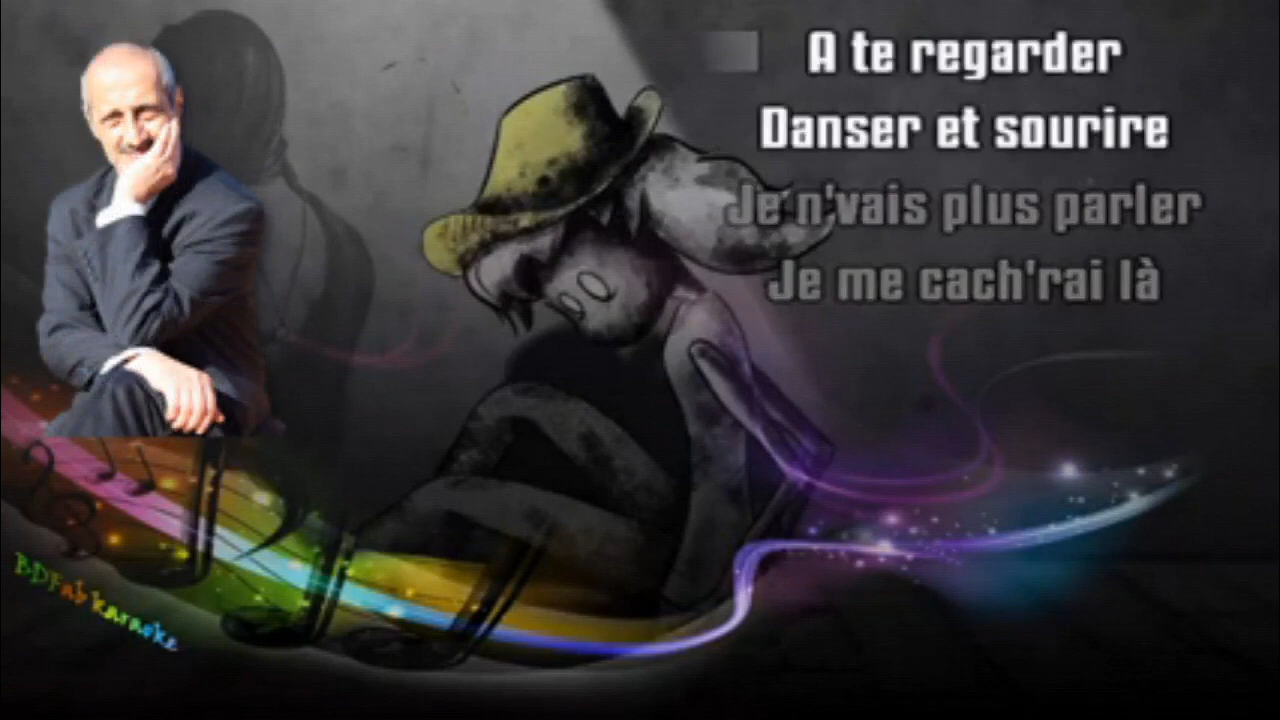 A te regarder
Danser et sourire
Je n'vais plus parler
Je me cach'rai là
BDFab karaoke